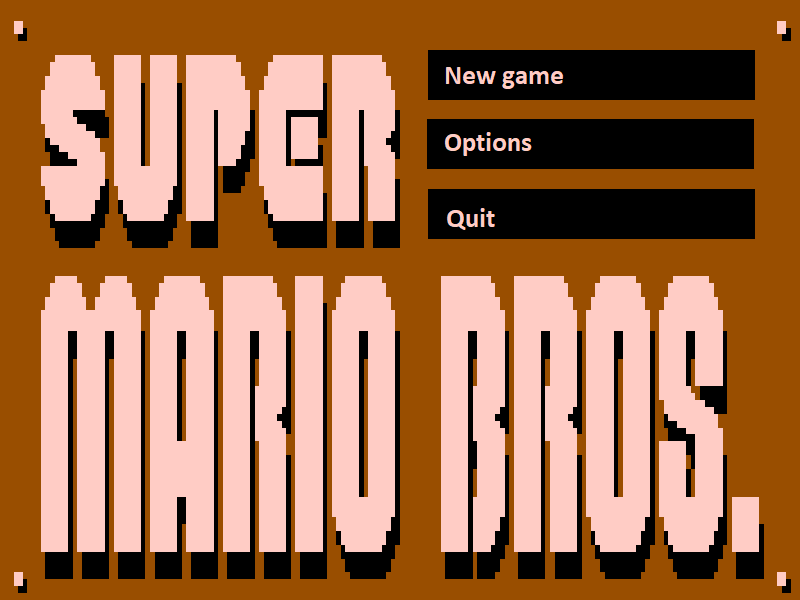 SUPER
New game
Options
Quit
MARIO BROS.